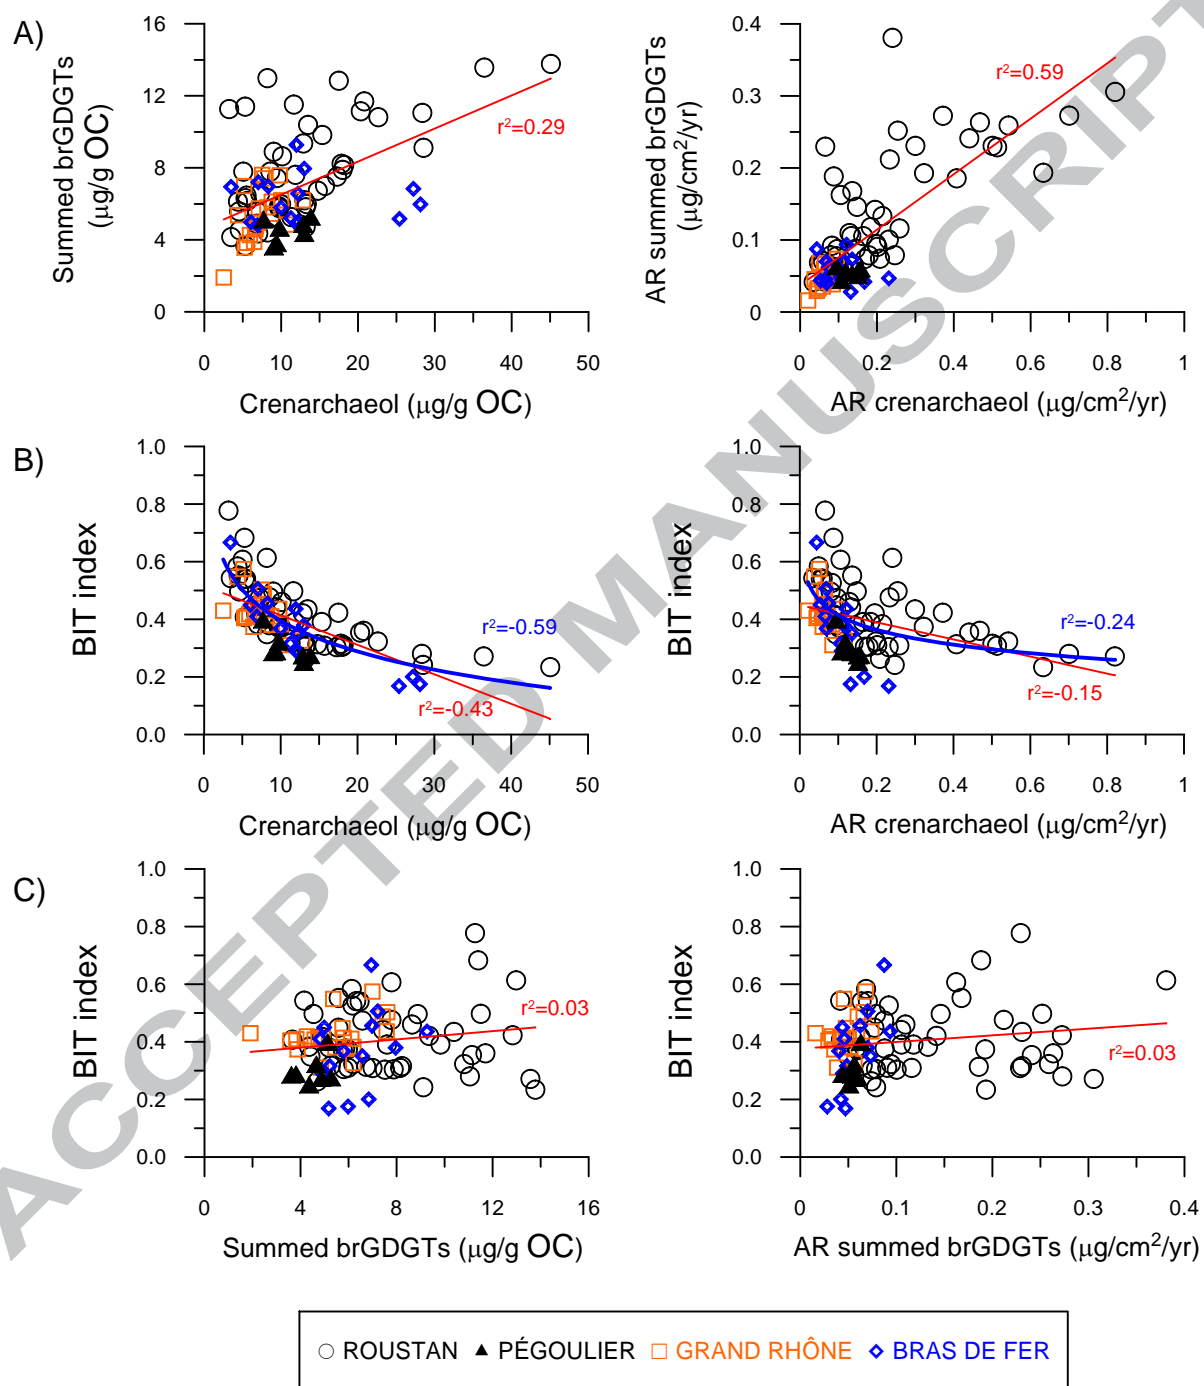 A)
Summed brGDGTs
(µg/g OC)
16
12
8
4
0
r²=0.29
0 10 20 30 40 50
Crenarchaeol (µg/g OC)
AR summed brGDGTs
(µg/cm²/yr)
0.4
0.3
0.2
0.1
0
r²=0.59
0 0.2 0.4 0.6 0.8 1
AR crenarchaeol (µg/cm²/yr)
B)
BIT index
1.0
0.8
0.6
0.4
0.2
0.0
r²=-0.59
r²=-0.43
0 10 20 30 40 50
Crenarchaeol (µg/g OC)
BIT index
1.0
0.8
0.6
0.4
0.2
0.0
r²=-0.24
r²=-0.15
0 0.2 0.4 0.6 0.8 1
AR crenarchaeol (µg/cm²/yr)
C)
BIT index
1.0
0.8
0.6
0.4
0.2
0.0
r²=0.03
0 4 8 12 16
Summed brGDGTs (µg/g OC)
BIT index
1.0
0.8
0.6
0.4
0.2
0.0
r²=0.03
0 0.1 0.2 0.3 0.4
AR summed brGDGTs (µg/cm²/yr)
ROUSTAN PÉGOULIER GRAND RHÔNE BRAS DE FER
ACCEPTED MANUSCRIPT